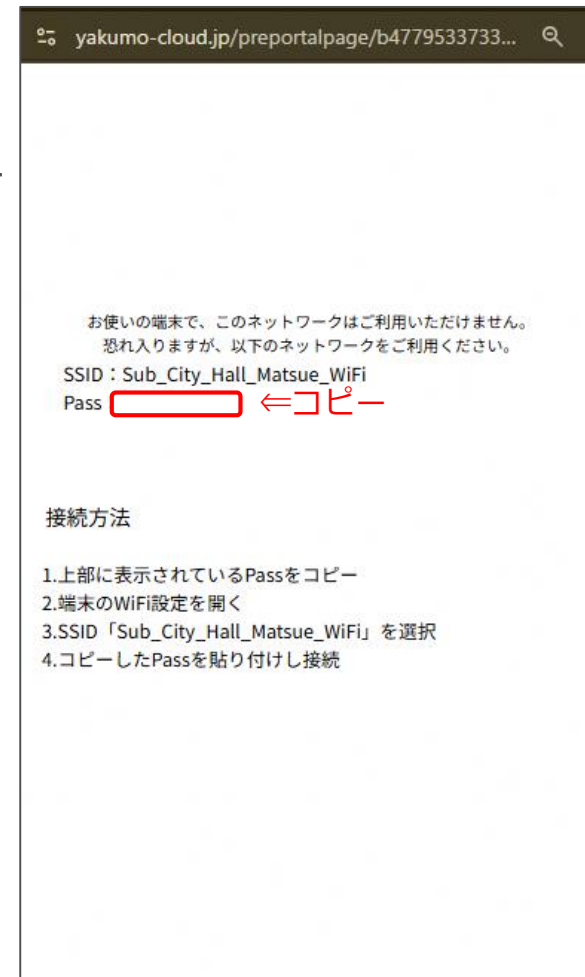 yakumo-cloud.jp/preportalpage/b4779533733...
お使いの端末で、このネットワークはご利用いただけません。
恐れ入りますが、以下のネットワークをご利用ください。
SSID：Sub_City_Hall_Matsue_WiFi
Pass ⇐コピー
接続方法
1.上部に表示されているPassをコピー
2.端末のWiFi設定を開く
3.SSID「Sub_City_Hall_Matsue_WiFi」を選択
4.コピーしたPassを貼り付けし接続